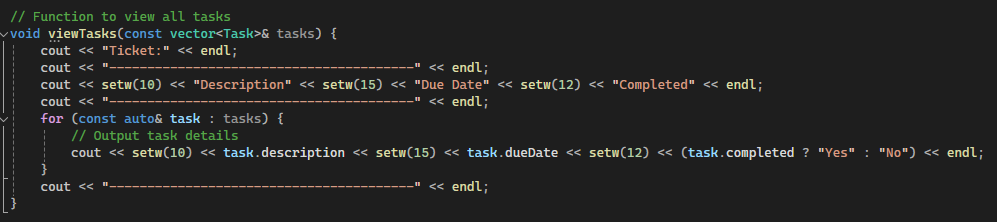 // Function to view all tasks
void viewTasks(const vector<Task>& tasks) {
    cout << "Ticket:" << endl;
    cout << "----------------------------------------" << endl;
    cout << setw(10) << "Description" << setw(15) << "Due Date" << setw(12) << "Completed" << endl;
    cout << "----------------------------------------" << endl;
    for (const auto& task : tasks) {
        // Output task details
        cout << setw(10) << task.description << setw(15) << task.dueDate << setw(12) << (task.completed ? "Yes" : "No") << endl;
    }
    cout << "----------------------------------------" << endl;
}